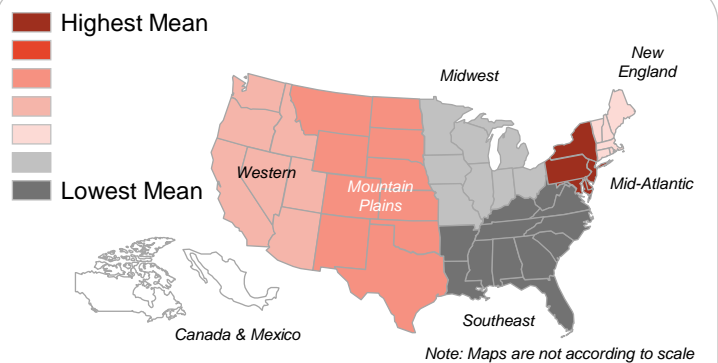 Highest Mean
New
England
Midwest
Western
Mountain
Plains
Mid-Atlantic
Lowest Mean
Southeast
Canada & Mexico
Note: Maps are not according to scale